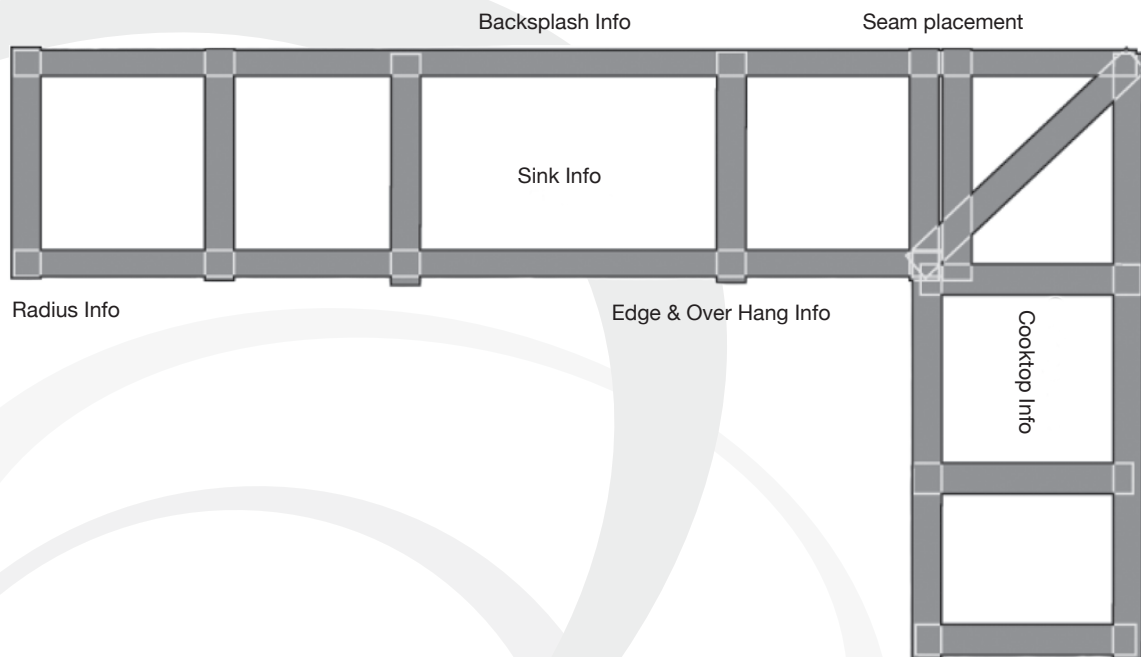 Backsplash Info
Seam placement
Sink Info
Radius Info
Edge & Over Hang Info
Cooktop Info